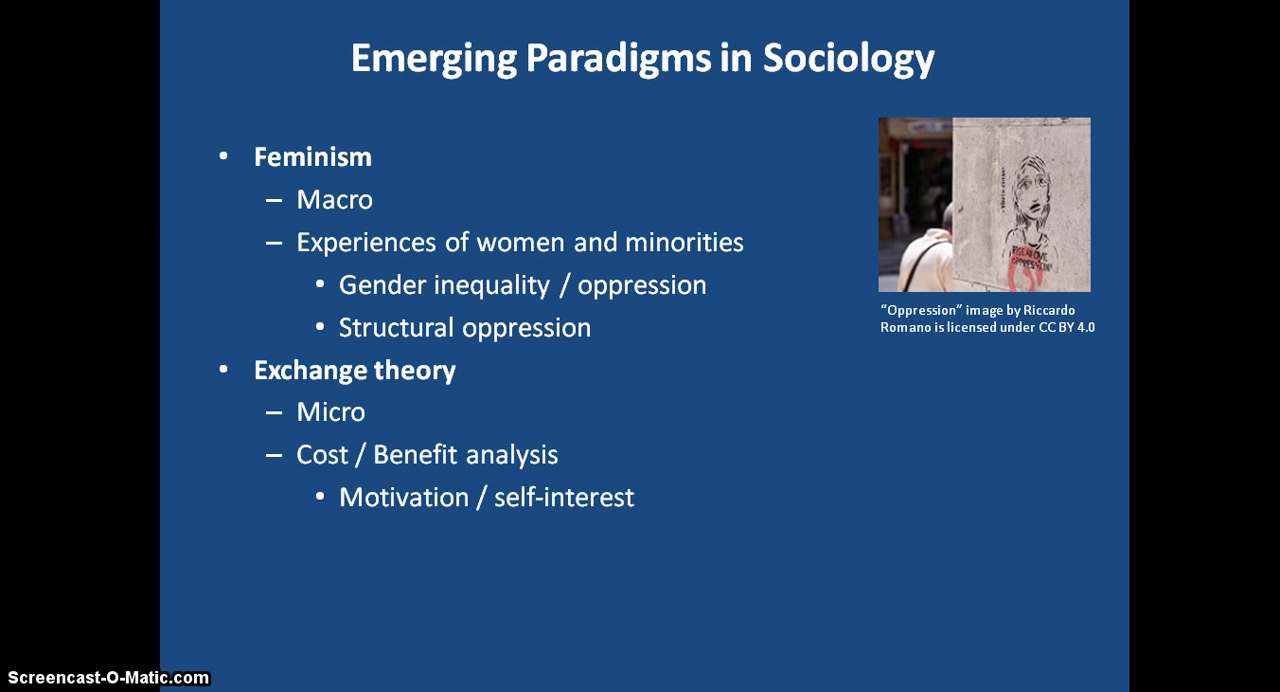 Emerging Paradigms in Sociology
• Feminism
– Macro
– Experiences of women and minorities
• Gender inequality / oppression
• Structural oppression
• Exchange theory
– Micro
– Cost / Benefit analysis
• Motivation / self-interest
“Oppression” image by Riccardo
Romano is licensed under CC BY 4.0
Screencast-O-Matic.com